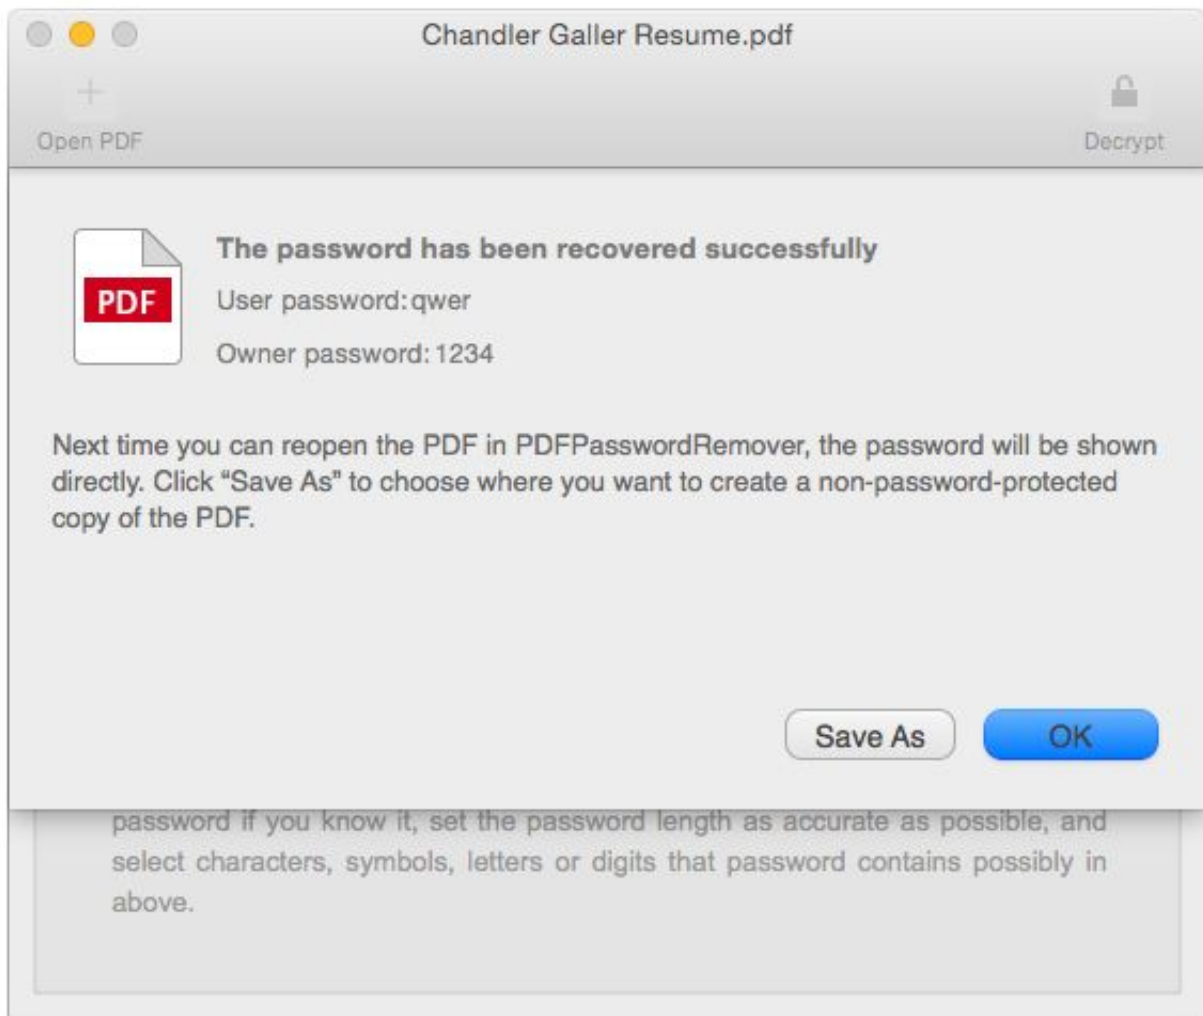 Chandler Galler Resume.pdf
Open PDF
Decrypt
PDF
The password has been recovered successfully
User password: qwer
Owner password: 1234
Next time you can reopen the PDF in PDFPasswordRemover, the password will be shown
directly. Click “Save As” to choose where you want to create a non-password-protected
copy of the PDF.
Save As
OK
password if you know it, set the password length as accurate as possible, and
select characters, symbols, letters or digits that password contains possibly in
above.